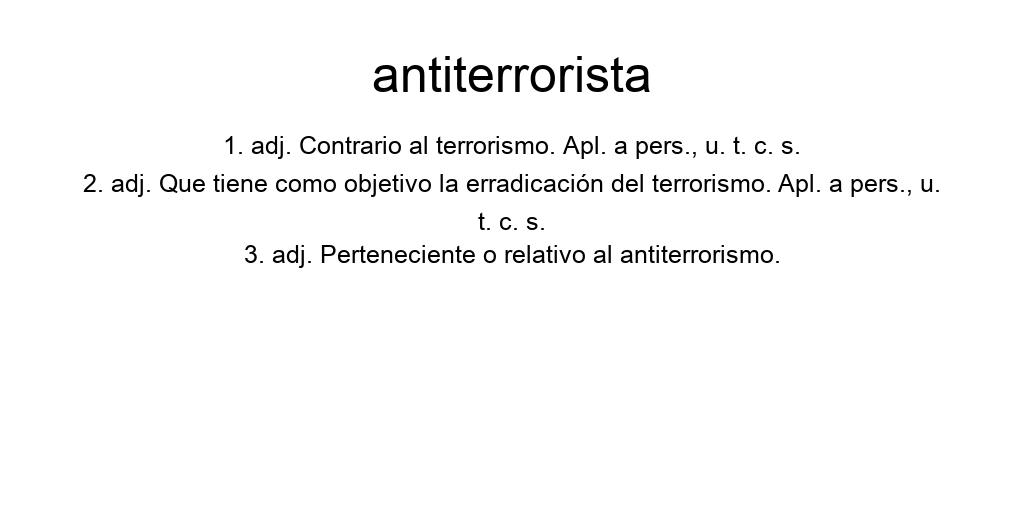 antiterrorista
1. adj. Contrario al terrorismo. Apl. a pers., u. t. c. s.
2. adj. Que tiene como objetivo la erradicación del terrorismo. Apl. a pers., u.
t. c. s.
3. adj. Perteneciente o relativo al antiterrorismo.